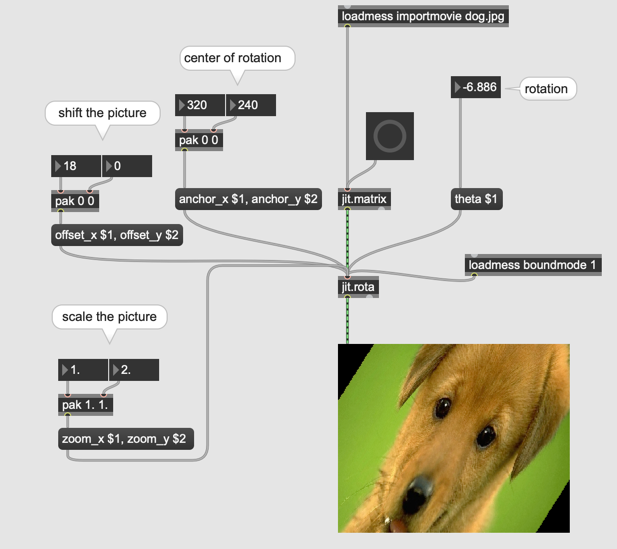 loadmess importmovie dog.jpg
center of rotation
-6.886
rotation
320
240
shift the picture
pak 0 0
18
0
pak 0 0
anchor_x $1, anchor_y $2
jit.matrix
theta $1
offset_x $1, offset_y $2
loadmess boundmode 1
jit.rota
scale the picture
1.
2.
pak 1. 1.
zoom_x $1, zoom_y $2